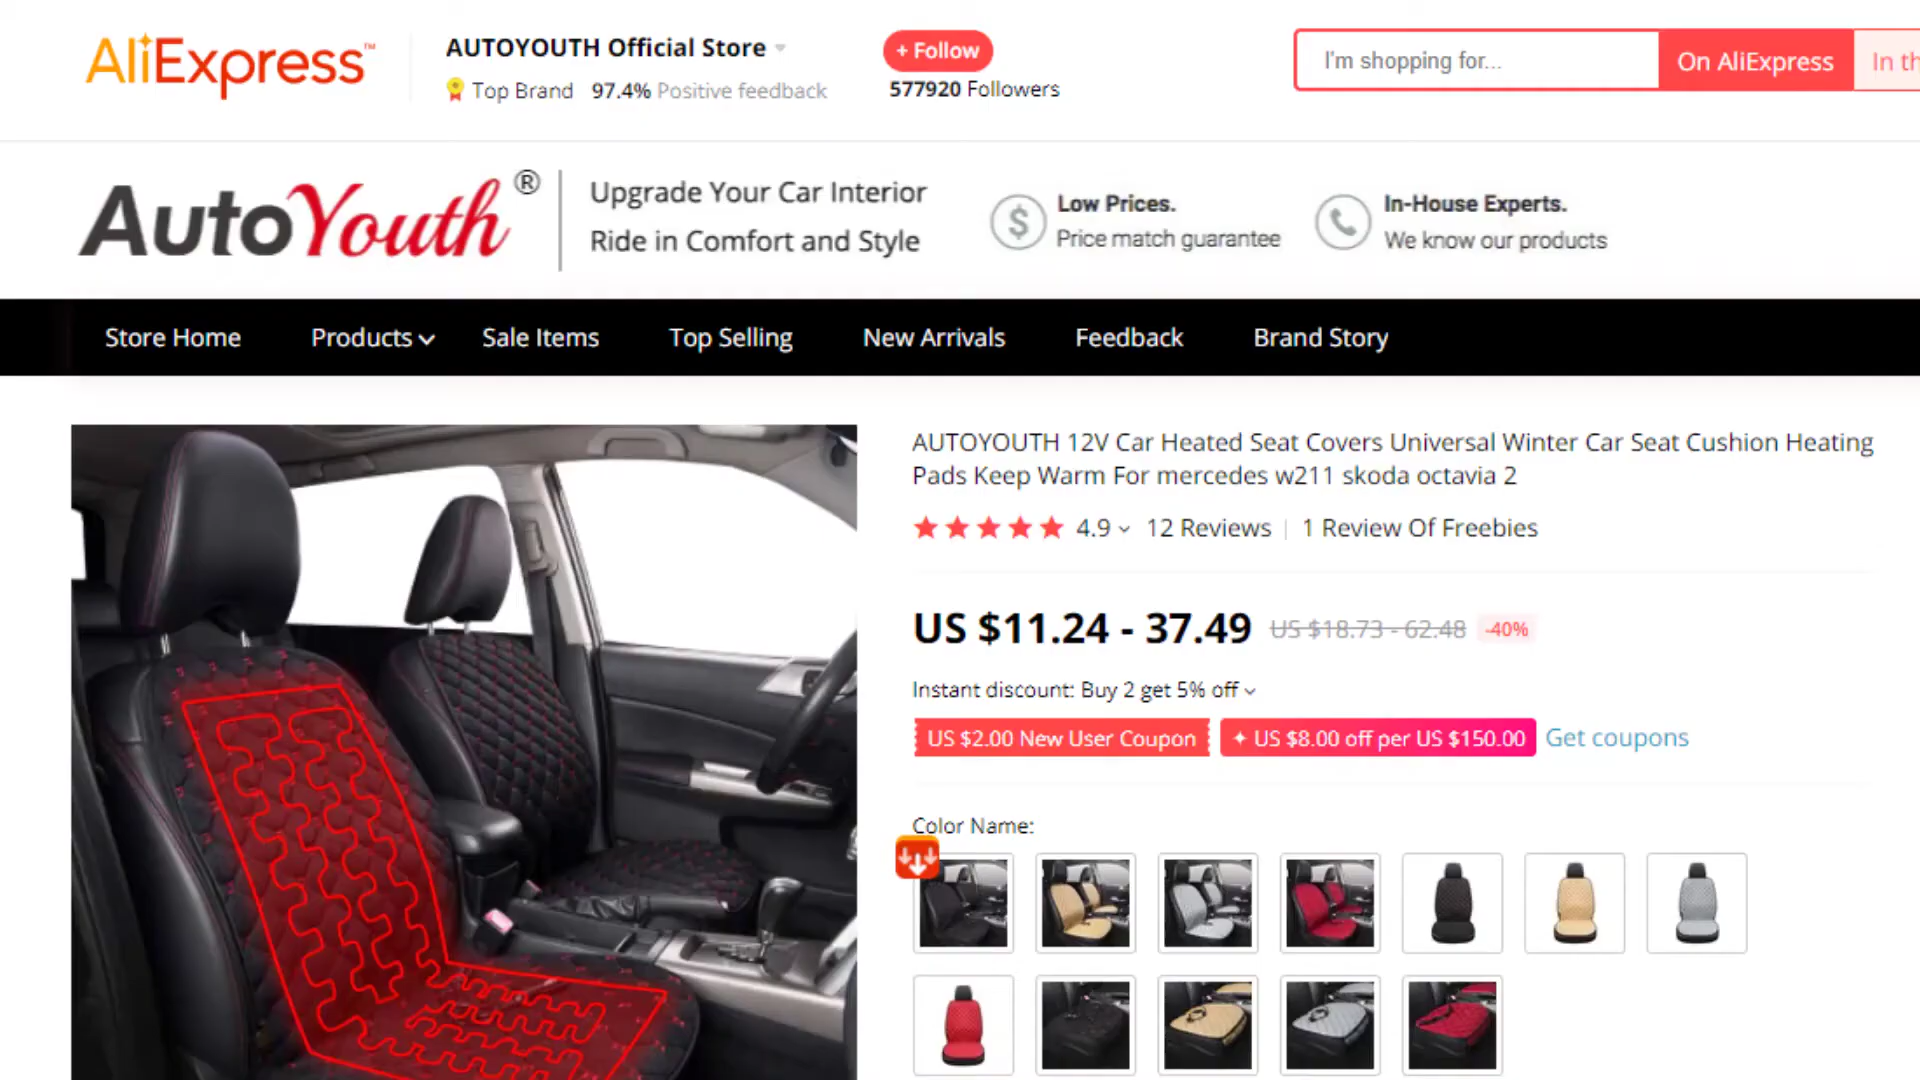 AliExpress™
AUTOYOUTH Official Store
Top Brand 97.4% Positive feedback
+ Follow
577920 Followers
I'm shopping for...
On AliExpress
In th
AutoYouth®
Upgrade Your Car Interior
Ride in Comfort and Style
Low Prices.
Price match guarantee
In-House Experts.
We know our products
Store Home Products Sale Items Top Selling New Arrivals Feedback Brand Story
AUTOYOUTH 12V Car Heated Seat Covers Universal Winter Car Seat Cushion Heating
Pads Keep Warm For mercedes w211 skoda octavia 2
4.9 12 Reviews 1 Review Of Freebies
US $11.24 - 37.49 US $18.73 - 62.48 -40%
Instant discount: Buy 2 get 5% off
US $2.00 New User Coupon US $8.00 off per US $150.00 Get coupons
Color Name: